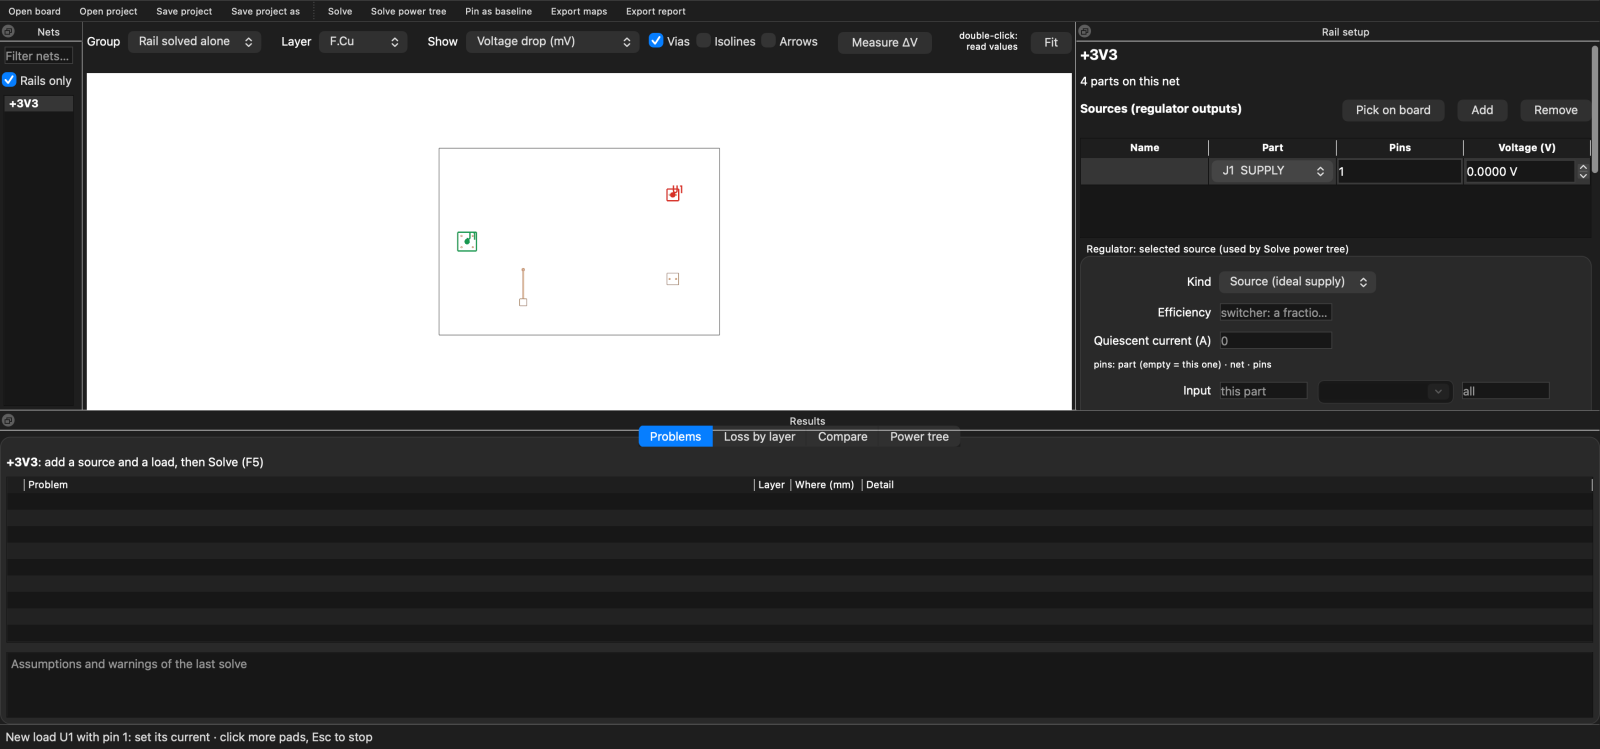 Open board Open project Save project Save project as Solve Solve power tree Pin as baseline Export maps Export report
Nets
Filter nets...
Rails only
+3V3
Group Rail solved alone Layer F.Cu Show Voltage drop (mV) Vias Isolines Arrows Measure ΔV double-click: read values Fit
Rail setup
+3V3
4 parts on this net
Sources (regulator outputs) Pick on board Add Remove
Name Part Pins Voltage (V)
J1 SUPPLY 1 0.0000 V
Regulator: selected source (used by Solve power tree)
Kind Source (ideal supply)
Efficiency switcher: a fractio...
Quiescent current (A) 0
pins: part (empty = this one) · net · pins
Input this part all
Results
Problems Loss by layer Compare Power tree
+3V3: add a source and a load, then Solve (F5)
Problem Layer Where (mm) Detail
Assumptions and warnings of the last solve
New load U1 with pin 1: set its current · click more pads, Esc to stop